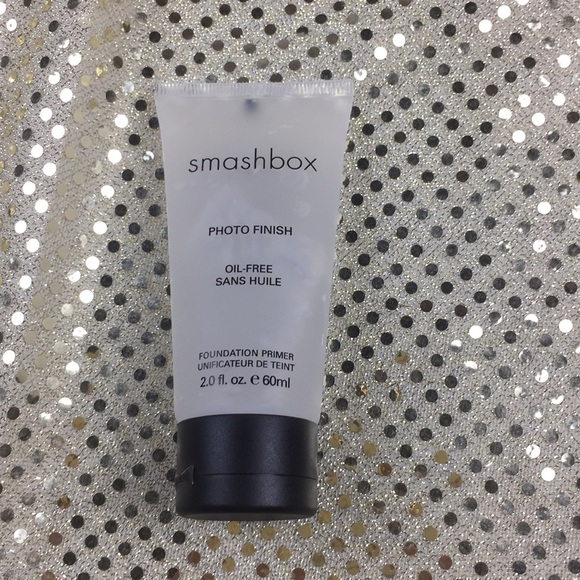 smashbox
PHOTO FINISH
OIL-FREE
SANS HUILE
FOUNDATION PRIMER
UNIFICATEUR DE TEINT
2.0 fl. oz. ℮ 60ml